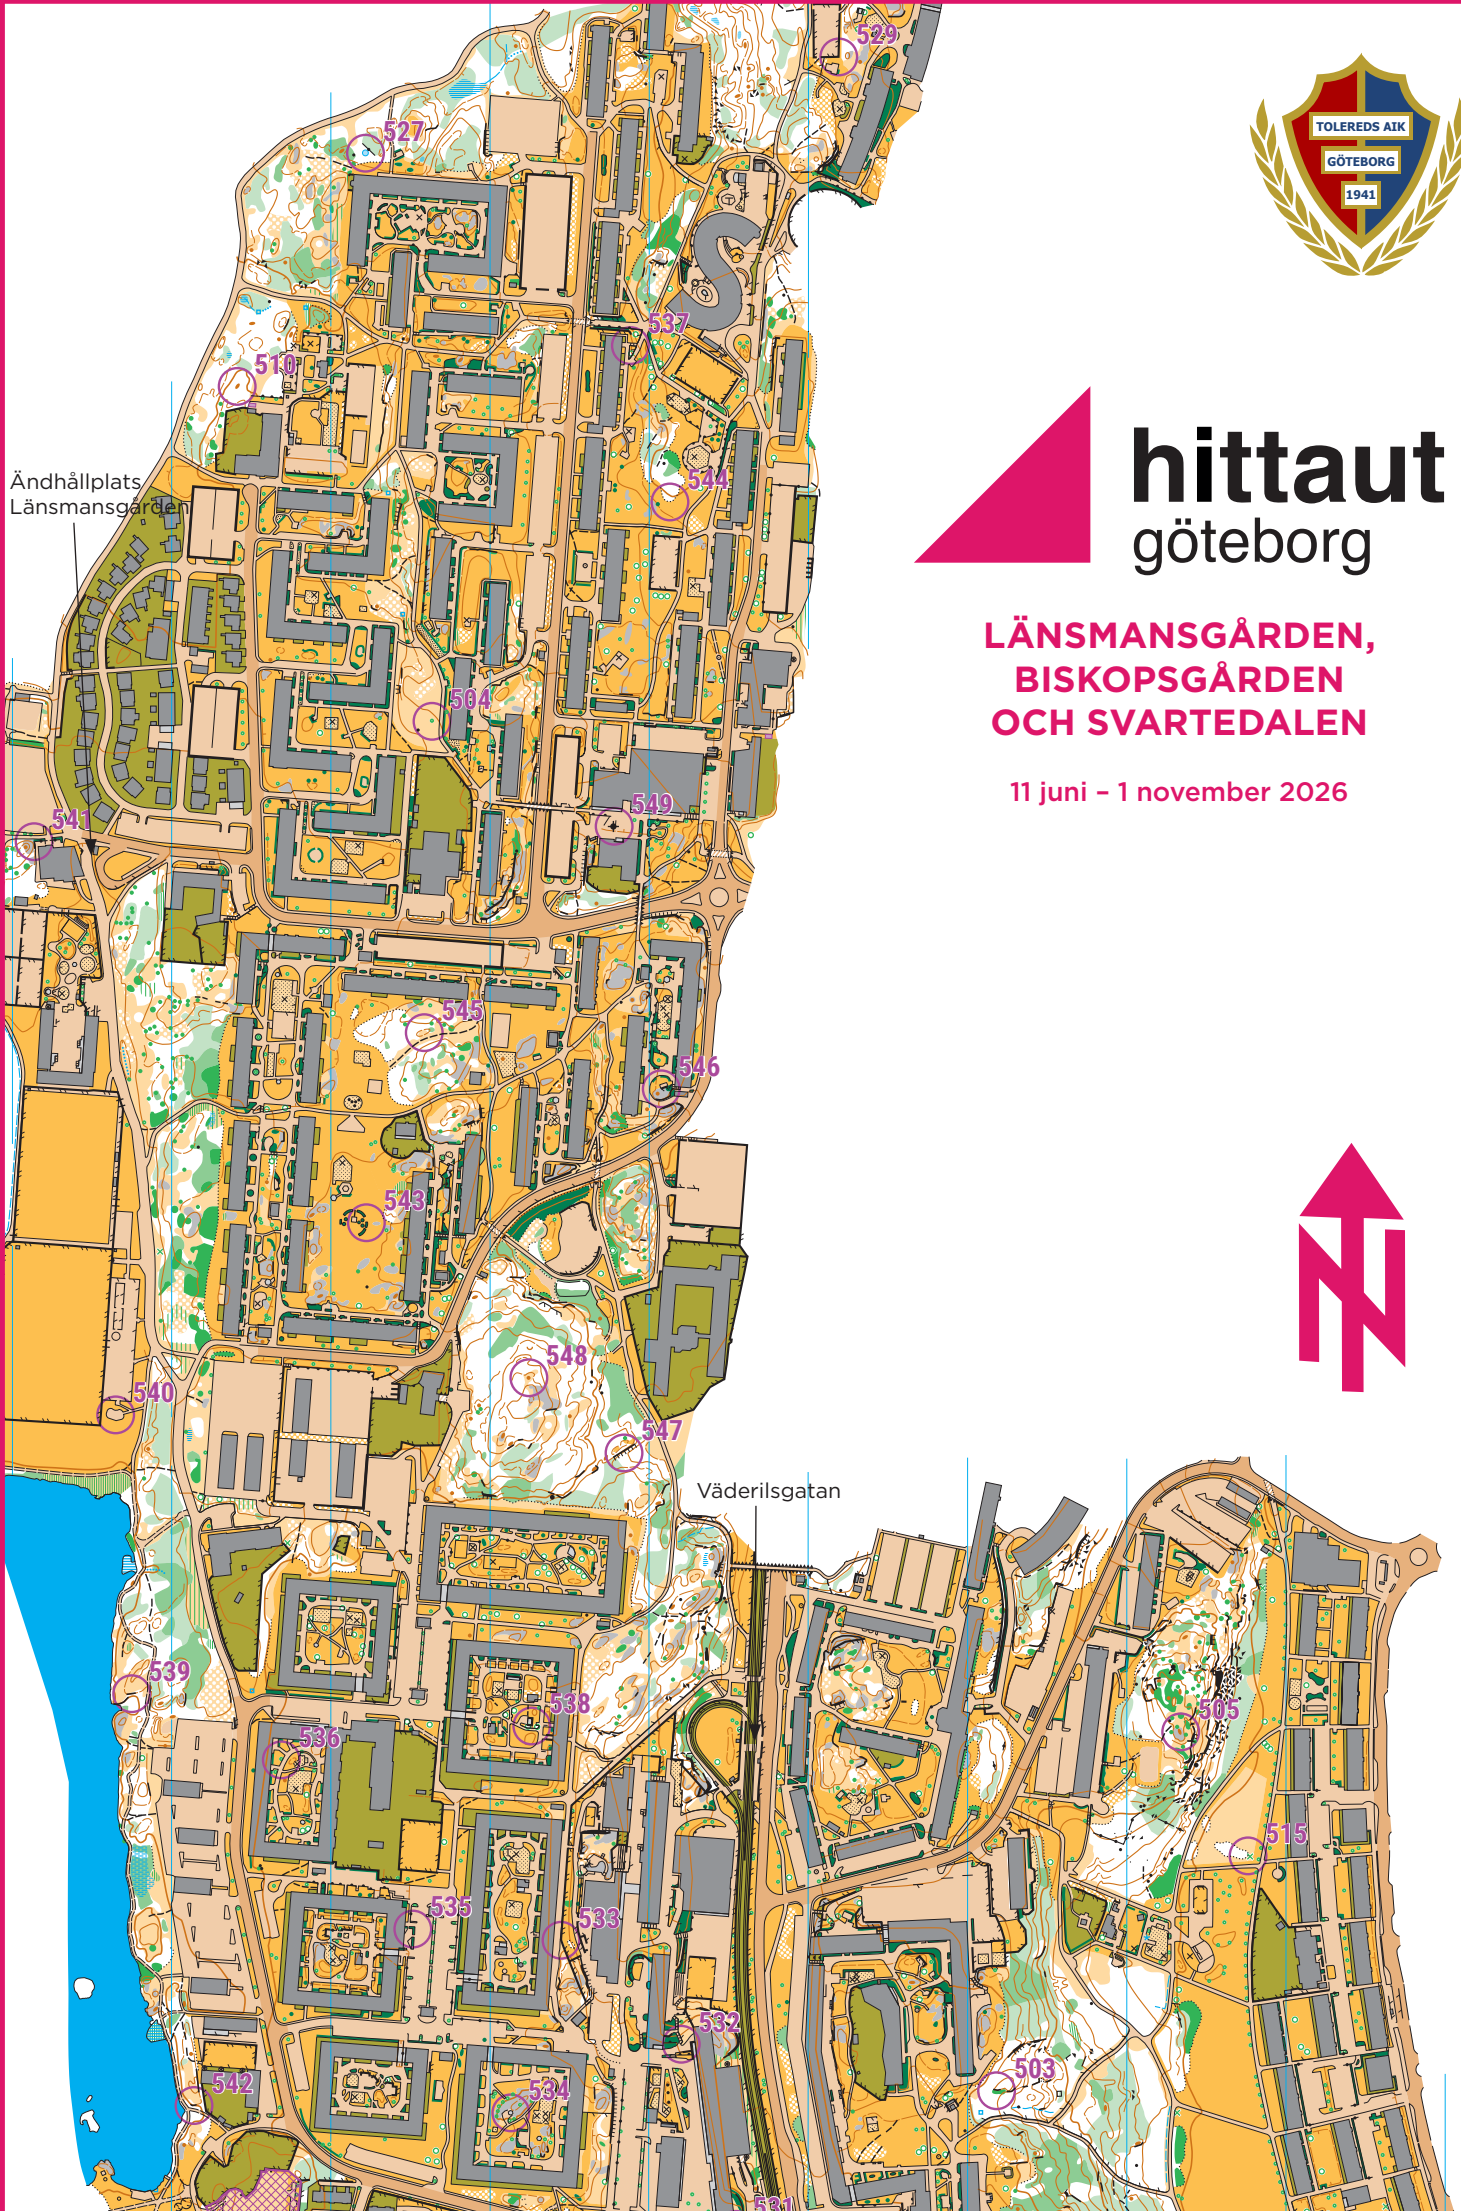 529
TOLEREDS AIK
GÖTEBORG
1941
527
537
510
hittaut
göteborg
Ändhållplats
Länsmansgården
544
LÄNSMANSGÅRDEN,
BISKOPSGÅRDEN
OCH SVARTEDALEN
504
11 juni – 1 november 2026
549
541
545
546
543
N
548
540
547
Väderilsgatan
539
538
505
536
515
535
533
532
503
542
534
531